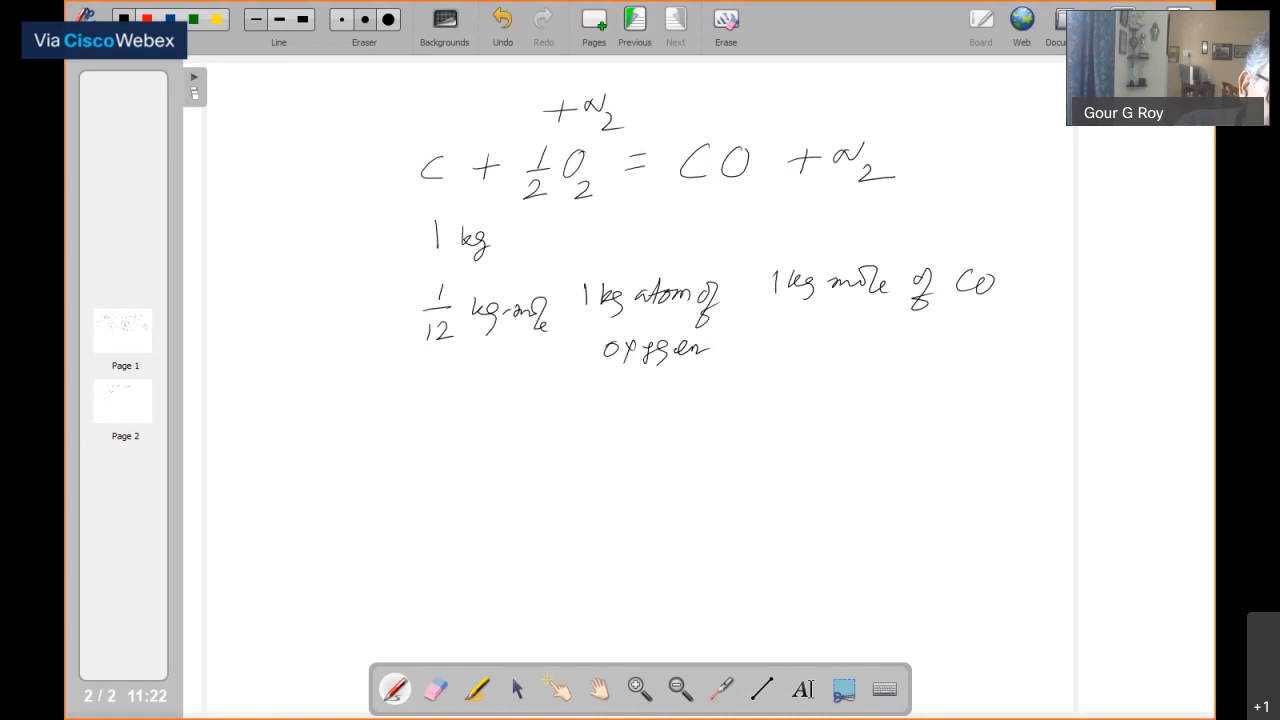 Via Cisco Webex
Line
Eraser
Backgrounds
Undo
Redo
Pages
Previous
Next
Erase
Board
Web
Gour G Roy
+ N2
C + 1/2 O2 = CO + N2
1 kg
1/12 kg-mole 1 kg atom of oxygen 1 kg mole of CO
Page 1
Page 2
2 / 2 11:22
+1